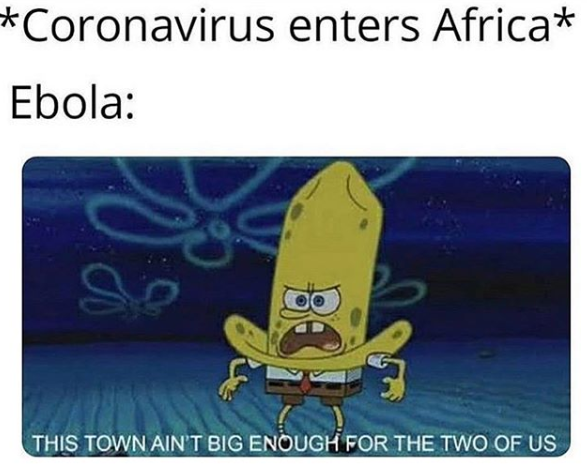 *Coronavirus enters Africa*
Ebola:
THIS TOWN AIN'T BIG ENOUGH FOR THE TWO OF US